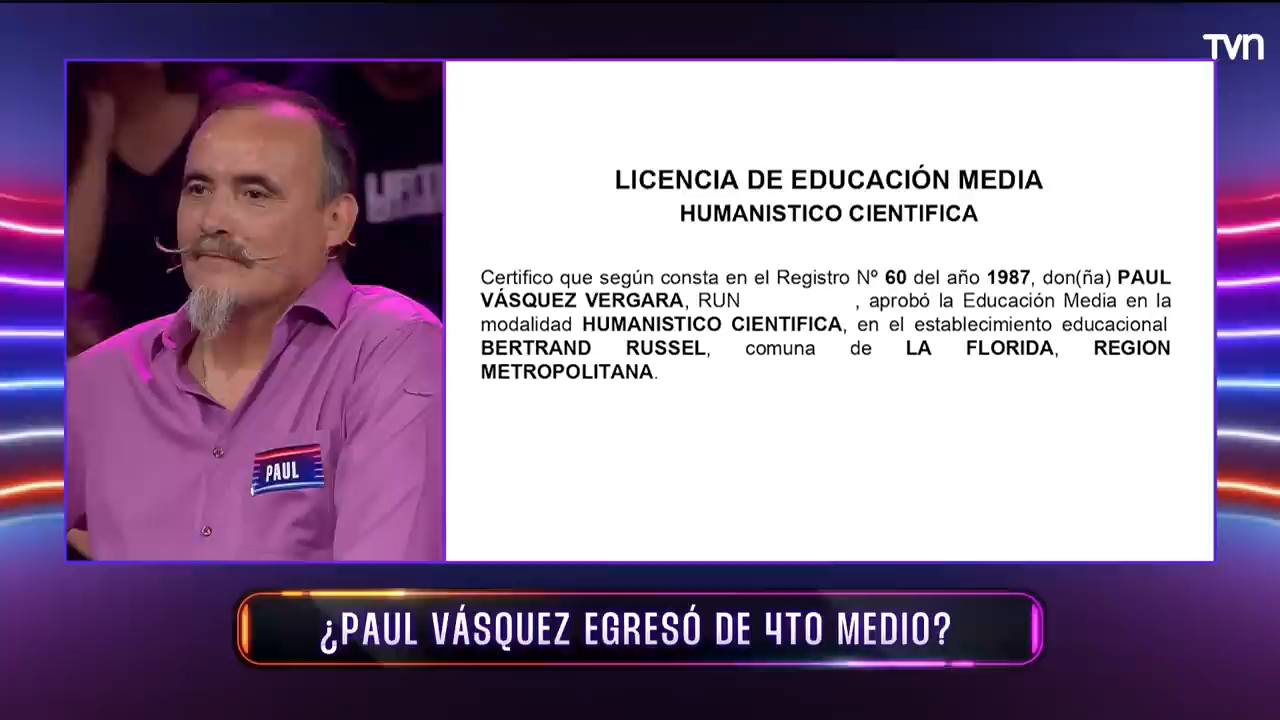 TVN
LICENCIA DE EDUCACIÓN MEDIA
HUMANISTICO CIENTIFICA
Certifico que según consta en el Registro Nº 60 del año 1987, don(ña) PAUL
VÁSQUEZ VERGARA, RUN , aprobó la Educación Media en la
modalidad HUMANISTICO CIENTIFICA, en el establecimiento educacional
BERTRAND RUSSEL, comuna de LA FLORIDA, REGION
METROPOLITANA.
PAUL
¿PAUL VÁSQUEZ EGRESÓ DE 4TO MEDIO?